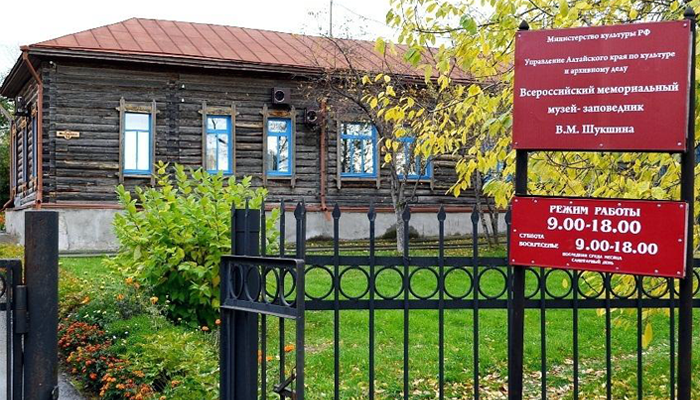 Министерство культуры РФ
Управление Алтайского края по культуре
и архивному делу
Всероссийский мемориальный
музей- заповедник
В.М. Шукшина
РЕЖИМ РАБОТЫ
9.00-18.00
СУББОТА
ВОСКРЕСЕНЬЕ 9.00-18.00
ПОСЛЕДНЯЯ СРЕДА МЕСЯЦА
САНИТАРНЫЙ ДЕНЬ